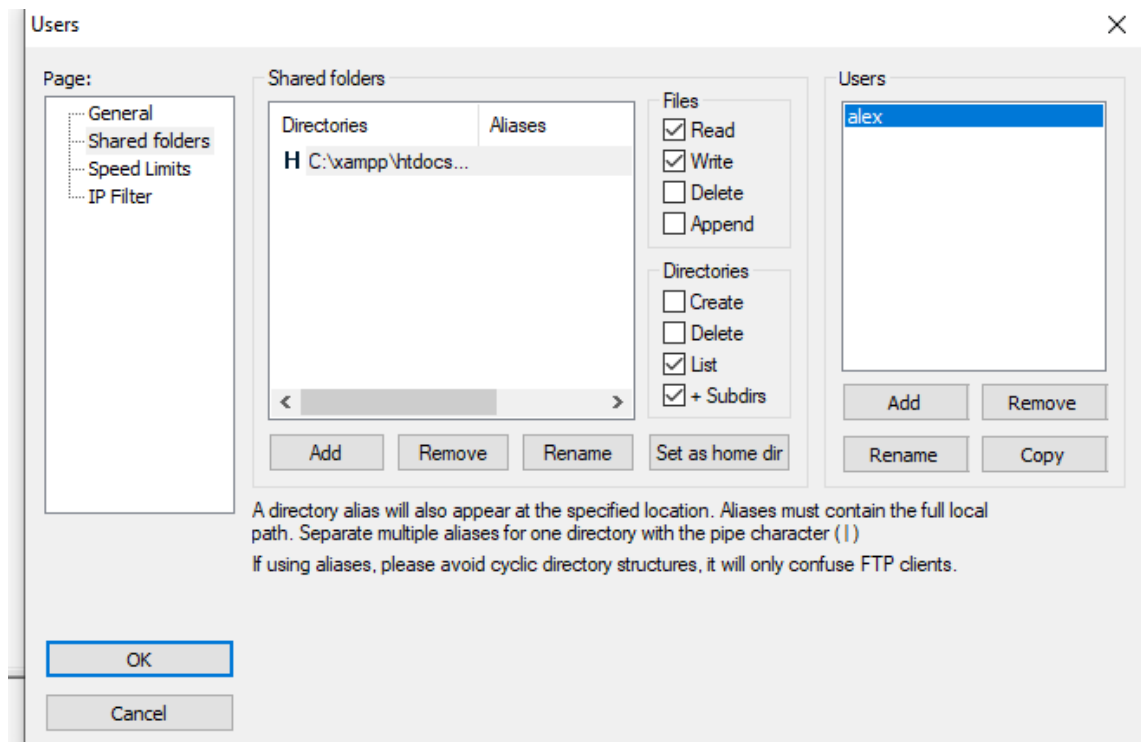 Users
Page:
General
Shared folders
Speed Limits
IP Filter
Shared folders
Directories Aliases
H C:\xampp\htdocs...
Files
Read
Write
Delete
Append
Directories
Create
Delete
List
+ Subdirs
Add Remove Rename Set as home dir
Users
alex
Add Remove
Rename Copy
A directory alias will also appear at the specified location. Aliases must contain the full local
path. Separate multiple aliases for one directory with the pipe character (|)
If using aliases, please avoid cyclic directory structures, it will only confuse FTP clients.
OK
Cancel